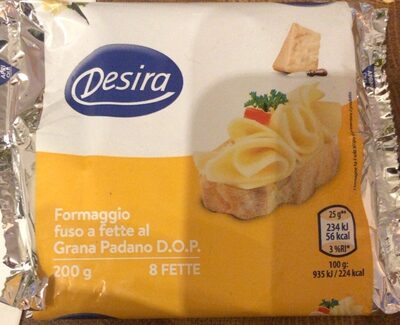 Desira
Formaggio
fuso a fette al
Grana Padano D.O.P.
200 g 8 FETTE
25 g**
234 kJ
56 kcal
3 %RI*
100 g:
935 kJ / 224 kcal